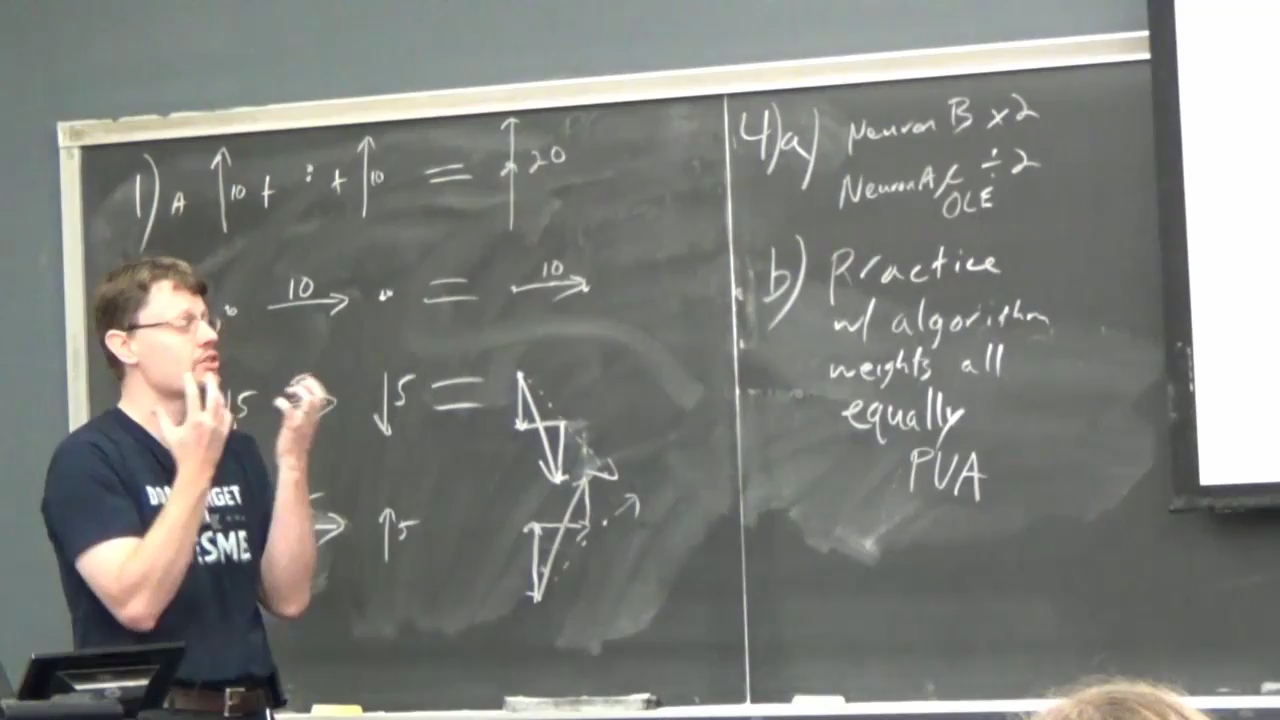 1) A ↑10 + · + ↑10 = ↑20
· 10 → · = 10 →
↓5 → ↓5 =
→ ↑5
4)a) Neuron B x2
Neuron A ÷2
OLE
b) Practice
w/ algorithm
weights all
equally
PVA